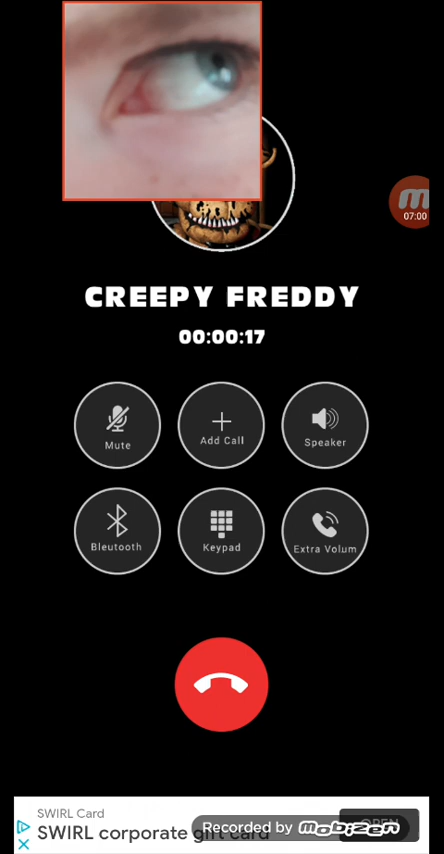 07:00
CREEPY FREDDY
00:00:17
Mute
Add Call
Speaker
Bleutooth
Keypad
Extra Volum
SWIRL Card
SWIRL corporate gift card
OPEN
Recorded by mobizen